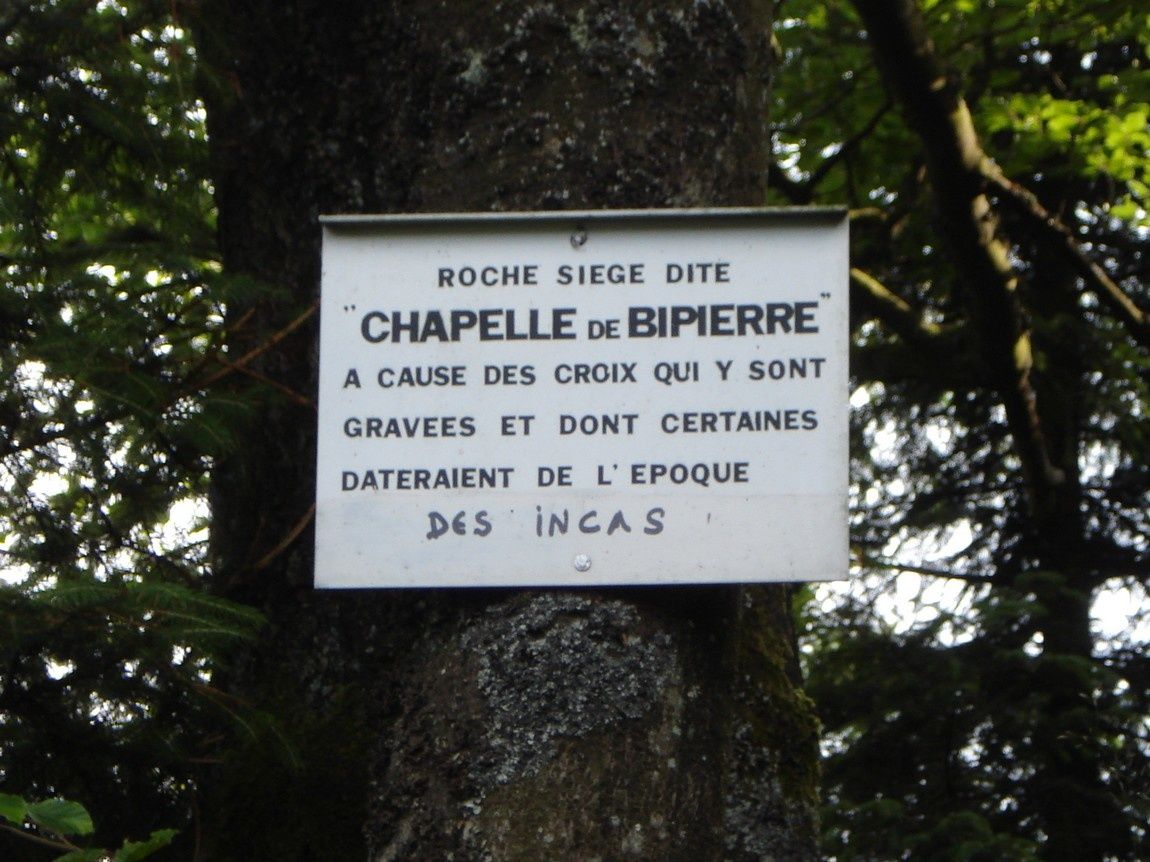 ROCHE SIEGE DITE
"CHAPELLE DE BIPIERRE"
A CAUSE DES CROIX QUI Y SONT
GRAVEES ET DONT CERTAINES
DATERAIENT DE L'EPOQUE
DES INCAS